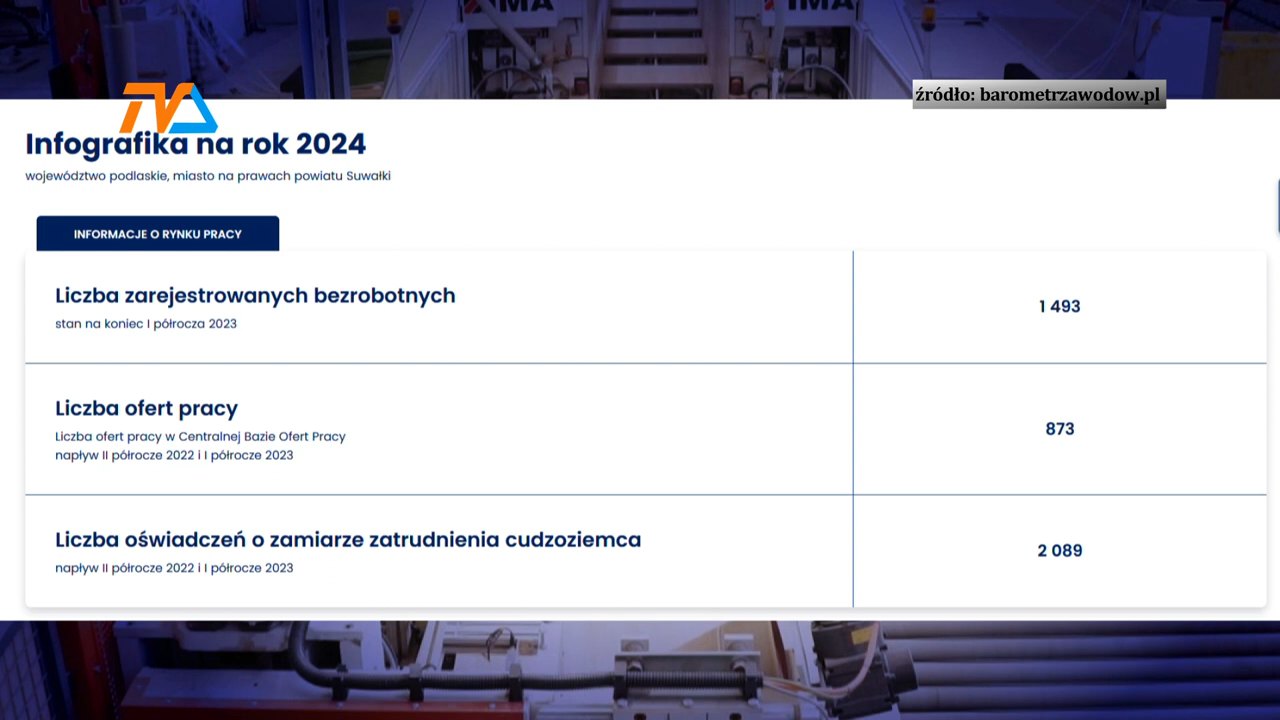 IMA
IMA
źródło: barometrzawodow.pl
TVA
Infografika na rok 2024
województwo podlaskie, miasto na prawach powiatu Suwałki
INFORMACJE O RYNKU PRACY
Liczba zarejestrowanych bezrobotnych
stan na koniec I półrocza 2023
1 493
Liczba ofert pracy
Liczba ofert pracy w Centralnej Bazie Ofert Pracy
napływ II półrocze 2022 i I półrocze 2023
873
Liczba oświadczeń o zamiarze zatrudnienia cudzoziemca
napływ II półrocze 2022 i I półrocze 2023
2 089